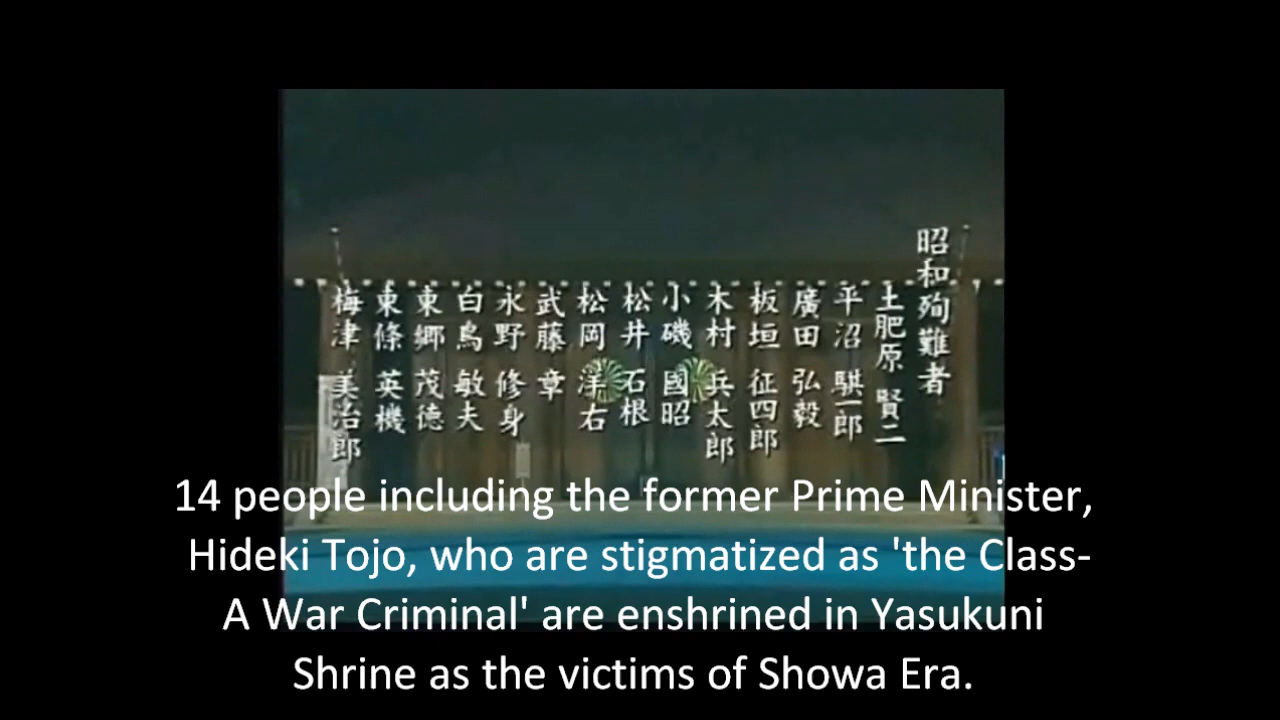 昭和殉難者
土肥原 賢二
平沼 騏一郎
廣田 弘毅
板垣 征四郎
木村 兵太郎
小磯 國昭
松井 石根
松岡 洋右
武藤 章
永野 修身
白鳥 敏夫
東郷 茂徳
東條 英機
梅津 美治郎
14 people including the former Prime Minister,
Hideki Tojo, who are stigmatized as 'the Class-
A War Criminal' are enshrined in Yasukuni
Shrine as the victims of Showa Era.